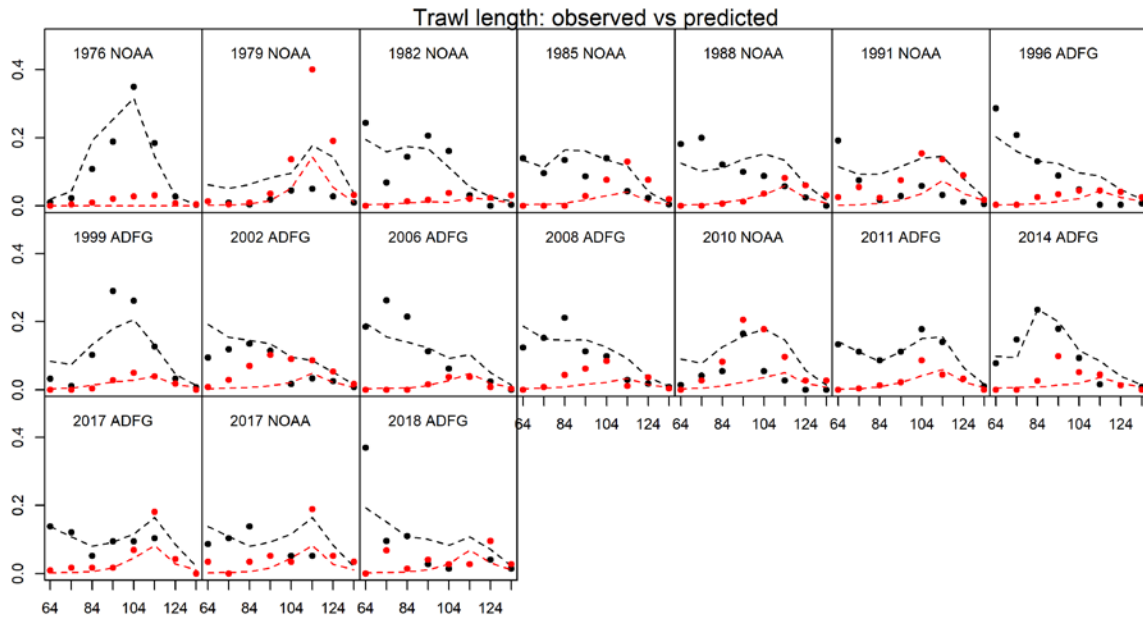 Trawl length: observed vs predicted
1976 NOAA 1979 NOAA 1982 NOAA 1985 NOAA 1988 NOAA 1991 NOAA 1996 ADFG
0.4
0.2
0.0
1999 ADFG 2002 ADFG 2006 ADFG 2008 ADFG 2010 NOAA 2011 ADFG 2014 ADFG
0.4
0.2
0.0
2017 ADFG 2017 NOAA 2018 ADFG
64 84 104 124 64 84 104 124
0.4
0.2
0.0
64 84 104 124 64 84 104 124 64 84 104 124 64 84 104 124 64 84 104 124